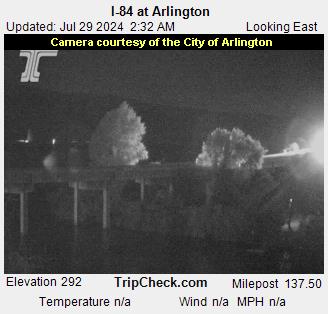 I-84 at Arlington
Updated: Jul 29 2024 2:32 AM Looking East
Camera courtesy of the City of Arlington
Elevation 292 TripCheck.com Milepost 137.50
Temperature n/a Wind n/a MPH n/a